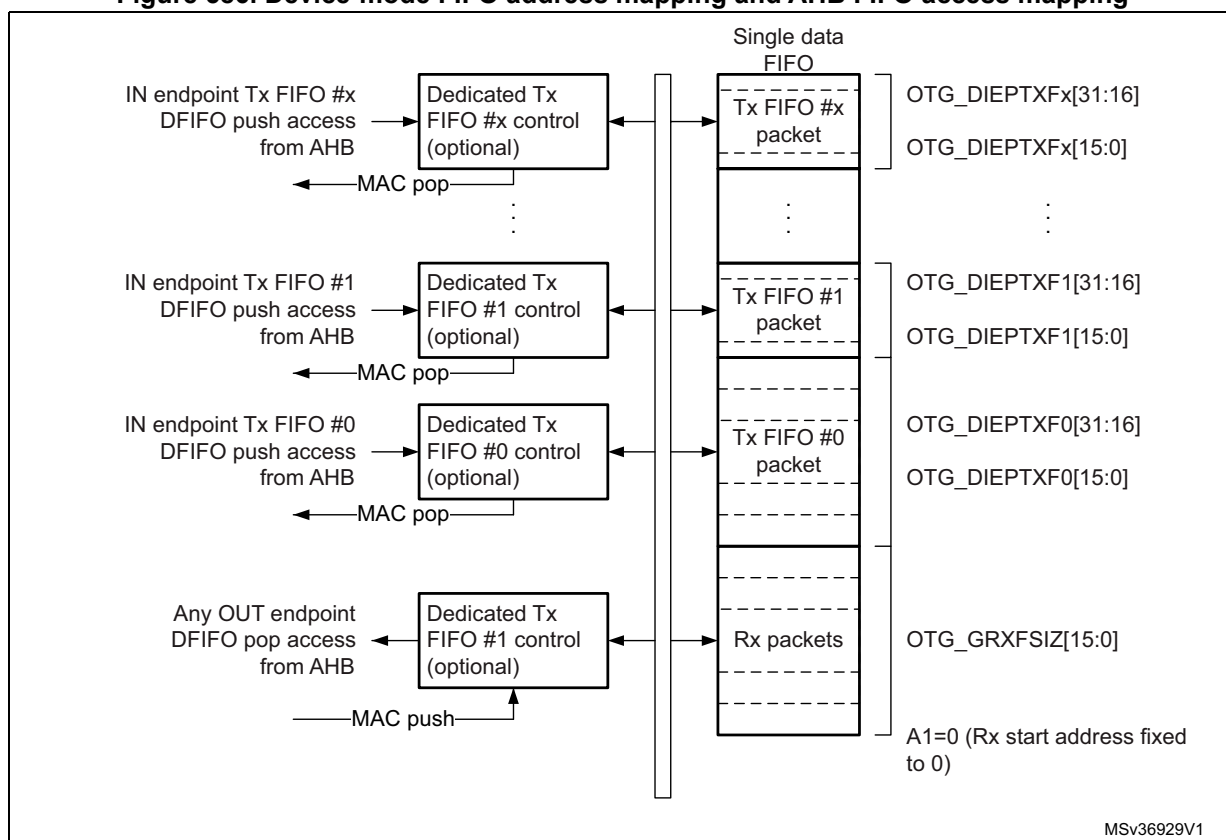 Single data
FIFO
IN endpoint Tx FIFO #x
DFIFO push access
from AHB
Dedicated Tx
FIFO #x control
(optional)
MAC pop
Tx FIFO #x
packet
OTG_DIEPTXFx[31:16]
OTG_DIEPTXFx[15:0]
IN endpoint Tx FIFO #1
DFIFO push access
from AHB
Dedicated Tx
FIFO #1 control
(optional)
MAC pop
Tx FIFO #1
packet
OTG_DIEPTXF1[31:16]
OTG_DIEPTXF1[15:0]
IN endpoint Tx FIFO #0
DFIFO push access
from AHB
Dedicated Tx
FIFO #0 control
(optional)
MAC pop
Tx FIFO #0
packet
OTG_DIEPTXF0[31:16]
OTG_DIEPTXF0[15:0]
Any OUT endpoint
DFIFO pop access
from AHB
Dedicated Tx
FIFO #1 control
(optional)
MAC push
Rx packets
OTG_GRXFSIZ[15:0]
A1=0 (Rx start address fixed
to 0)
MSv36929V1